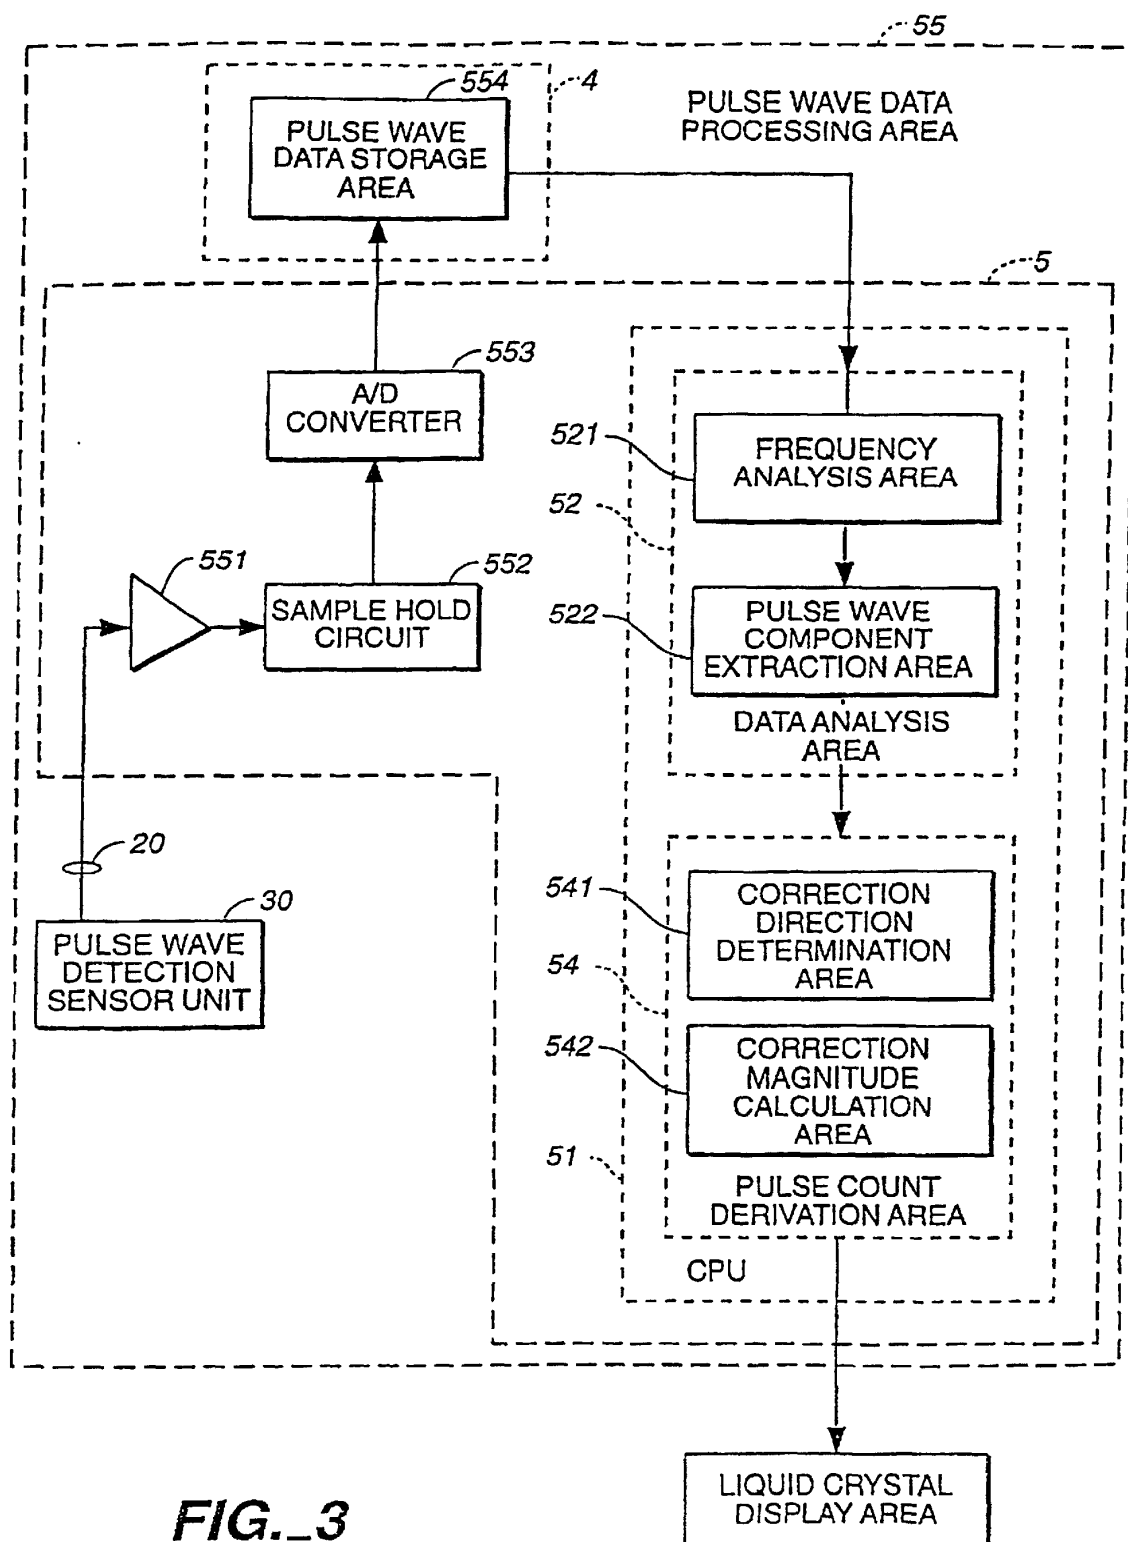 55
554
4
PULSE WAVE
DATA STORAGE
AREA
PULSE WAVE DATA
PROCESSING AREA
5
553
A/D
CONVERTER
521
FREQUENCY
ANALYSIS AREA
52
551
552
SAMPLE HOLD
CIRCUIT
522
PULSE WAVE
COMPONENT
EXTRACTION AREA
DATA ANALYSIS
AREA
20
30
PULSE WAVE
DETECTION
SENSOR UNIT
541
CORRECTION
DIRECTION
DETERMINATION
AREA
54
542
CORRECTION
MAGNITUDE
CALCULATION
AREA
51
PULSE COUNT
DERIVATION AREA
CPU
LIQUID CRYSTAL
DISPLAY AREA
FIG._3